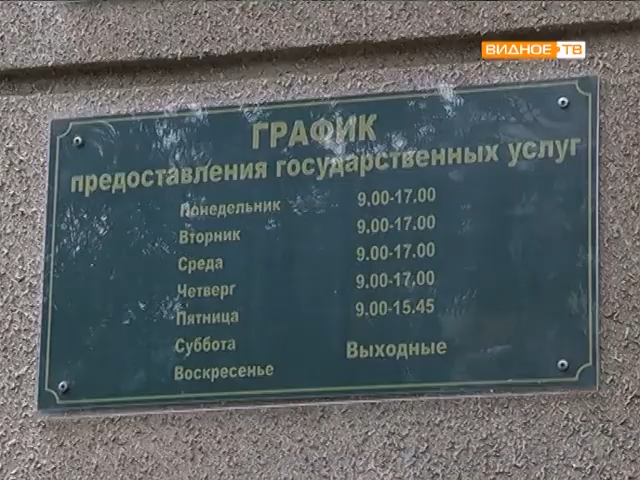 ВИДНОЕ ТВ
ГРАФИК
предоставления государственных услуг
Понедельник 9.00-17.00
Вторник 9.00-17.00
Среда 9.00-17.00
Четверг 9.00-17.00
Пятница 9.00-15.45
Суббота
Воскресенье Выходные